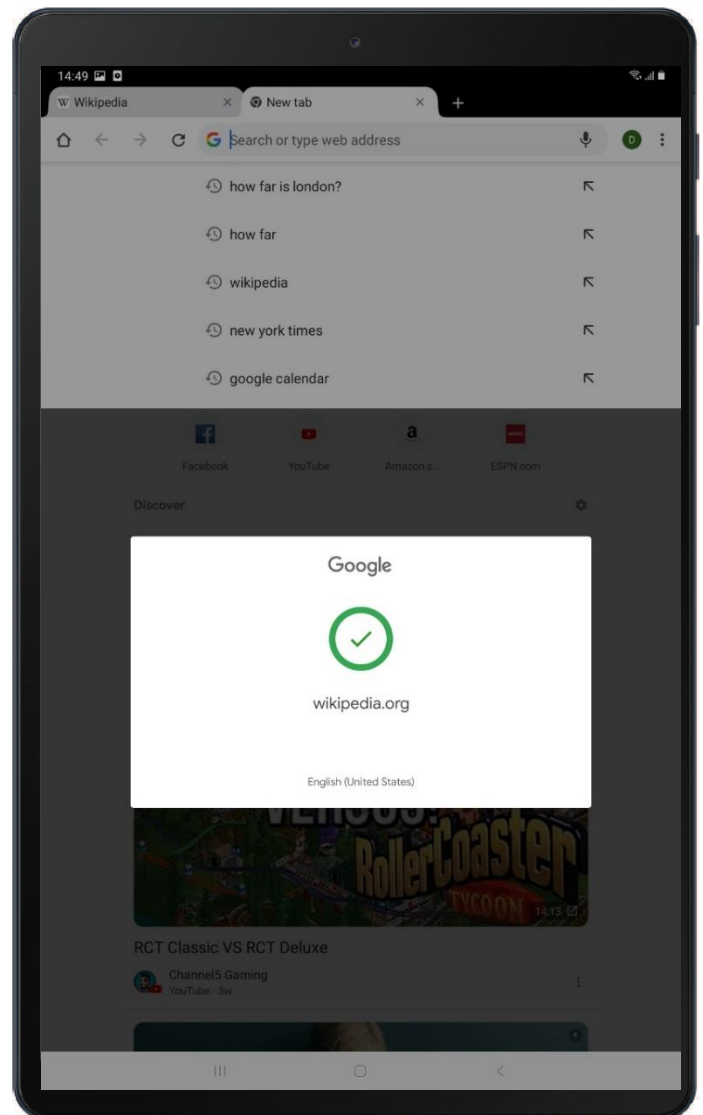 14:49
W Wikipedia
New tab
Search or type web address
how far is london?
how far
wikipedia
new york times
google calendar
Facebook
YouTube
Amazon.c...
ESPN.com
Discover
Google
wikipedia.org
English (United States)
VERSUS:
RollerCoaster
TYCOON
14:13
RCT Classic VS RCT Deluxe
Channel5 Gaming
YouTube · 3w